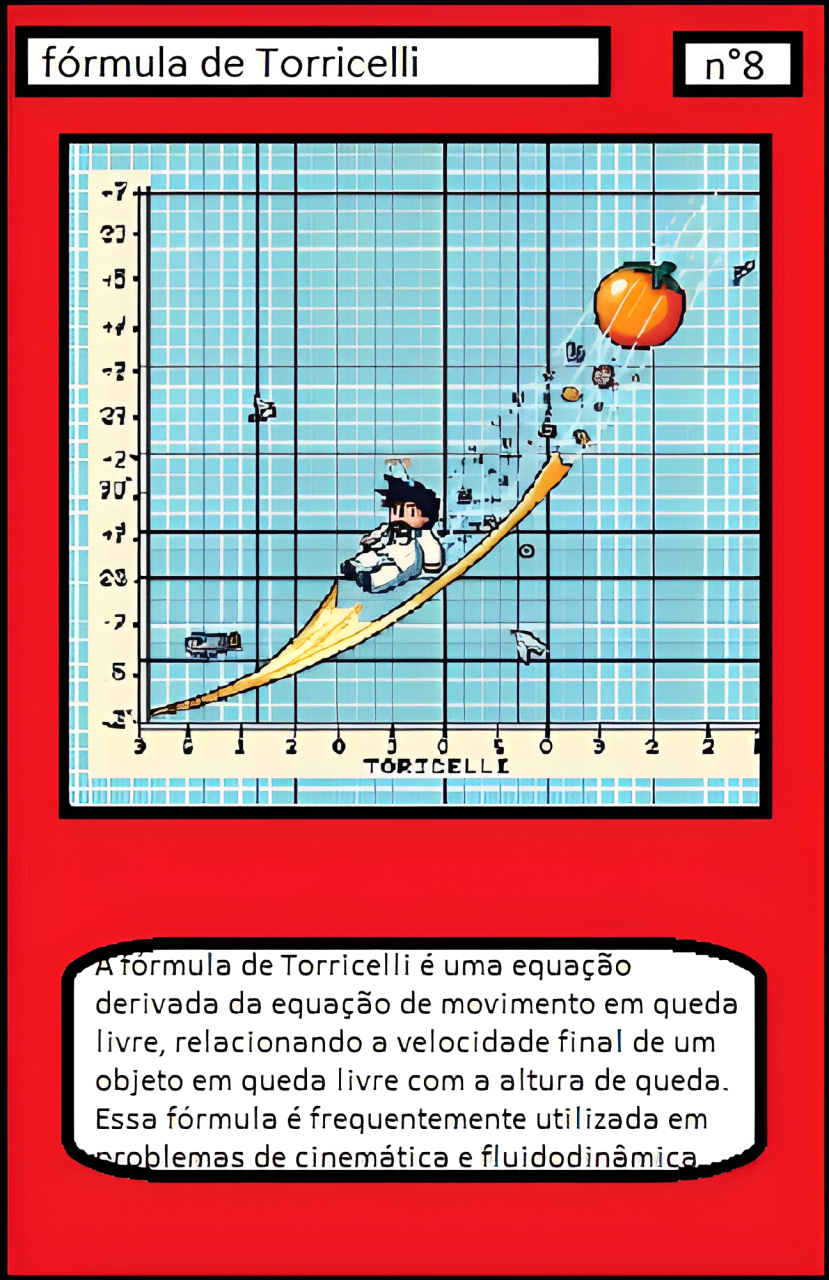 fórmula de Torricelli
n°8
TORICELLI
A fórmula de Torricelli é uma equação
derivada da equação de movimento em queda
livre, relacionando a velocidade final de um
objeto em queda livre com a altura de queda.
Essa fórmula é frequentemente utilizada em
problemas de cinemática e fluidodinâmica